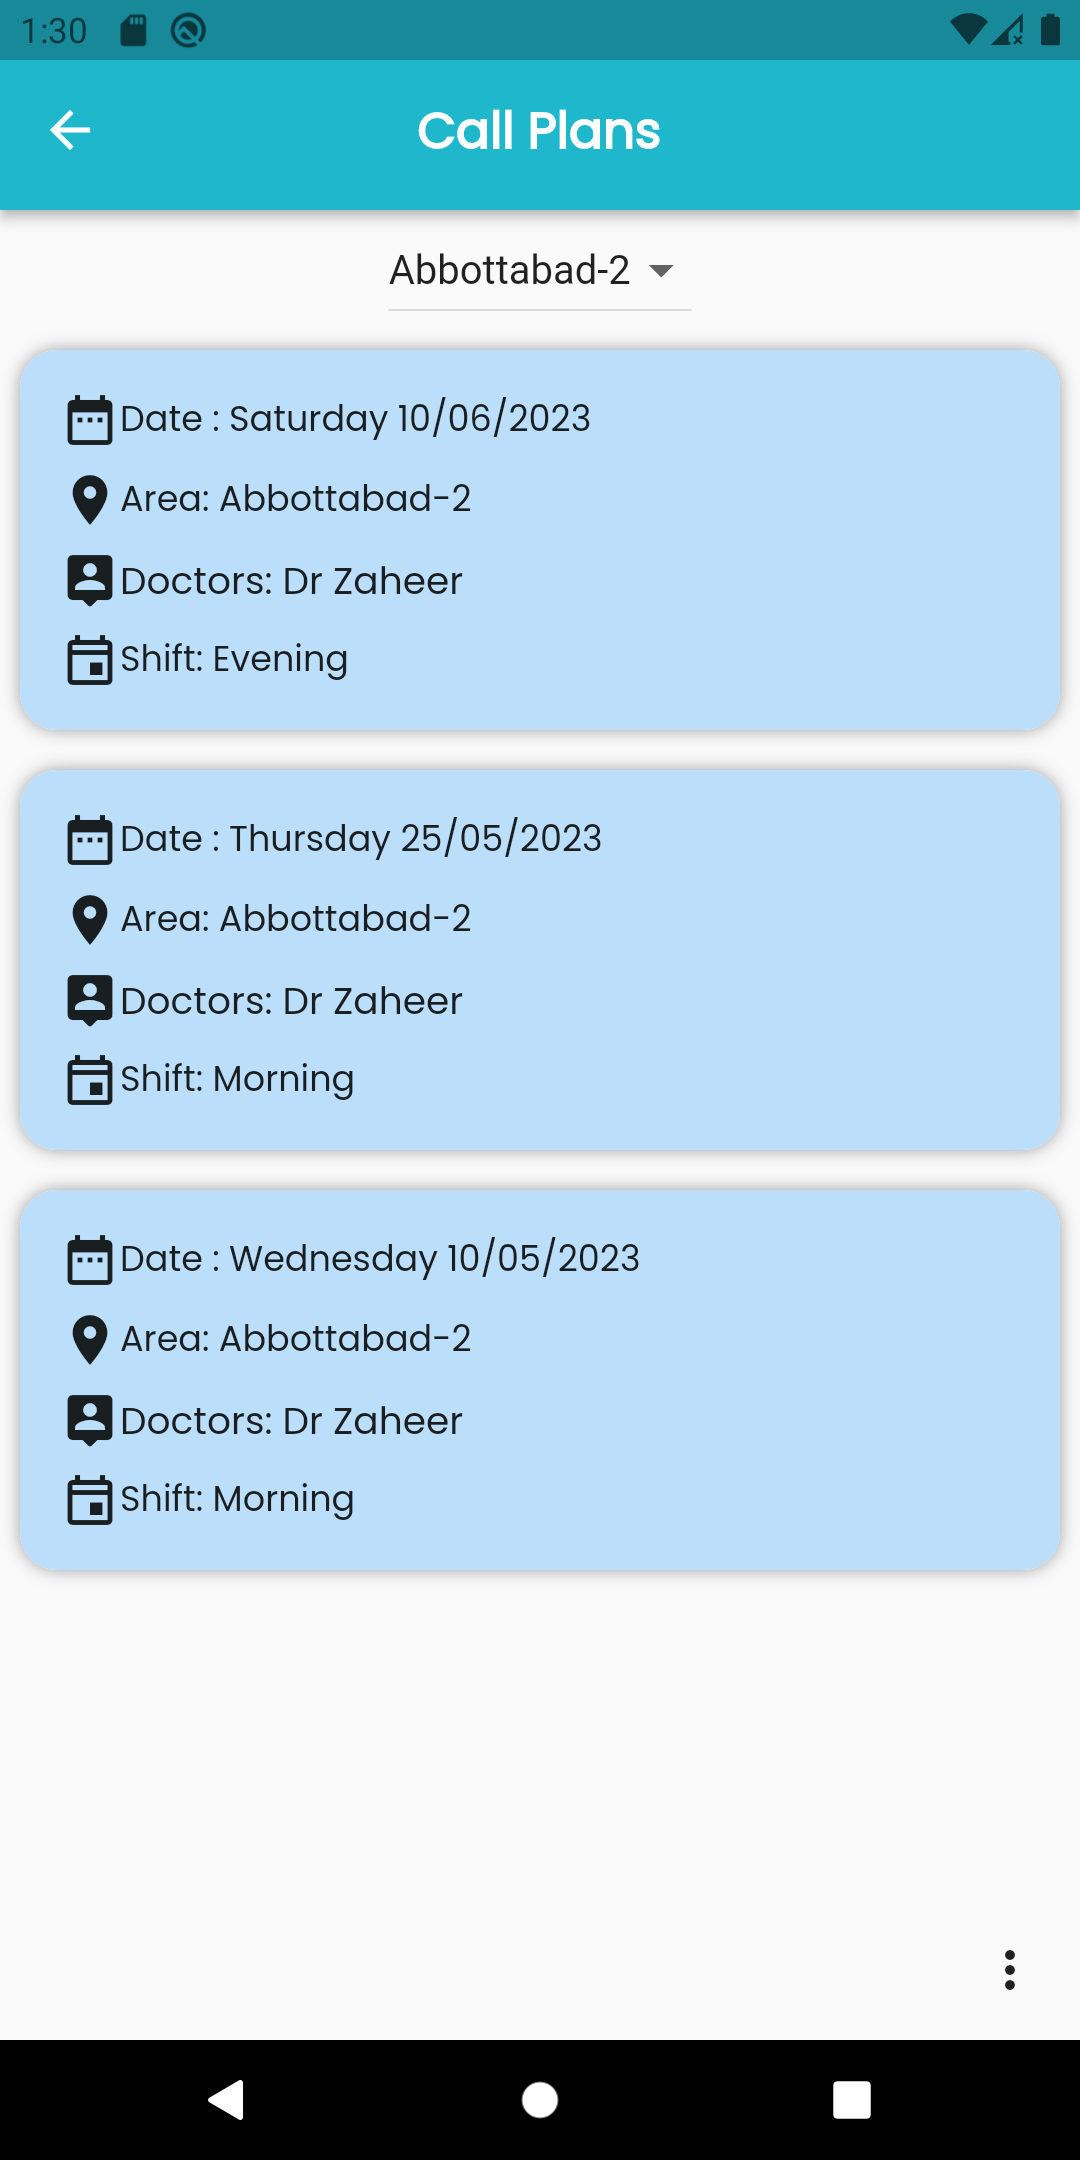 1:30
Call Plans
Abbottabad-2
Date : Saturday 10/06/2023
Area: Abbottabad-2
Doctors: Dr Zaheer
Shift: Evening
Date : Thursday 25/05/2023
Area: Abbottabad-2
Doctors: Dr Zaheer
Shift: Morning
Date : Wednesday 10/05/2023
Area: Abbottabad-2
Doctors: Dr Zaheer
Shift: Morning